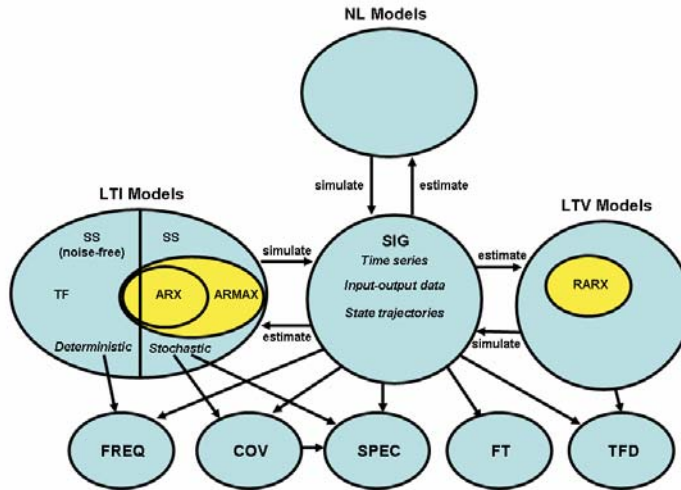 NL Models
simulate
estimate
LTI Models
LTV Models
SS
(noise-free)
SS
simulate
SIG
Time series
Input-output data
State trajectories
estimate
TF
ARX
ARMAX
RARX
Deterministic
Stochastic
estimate
simulate
FREQ
COV
SPEC
FT
TFD